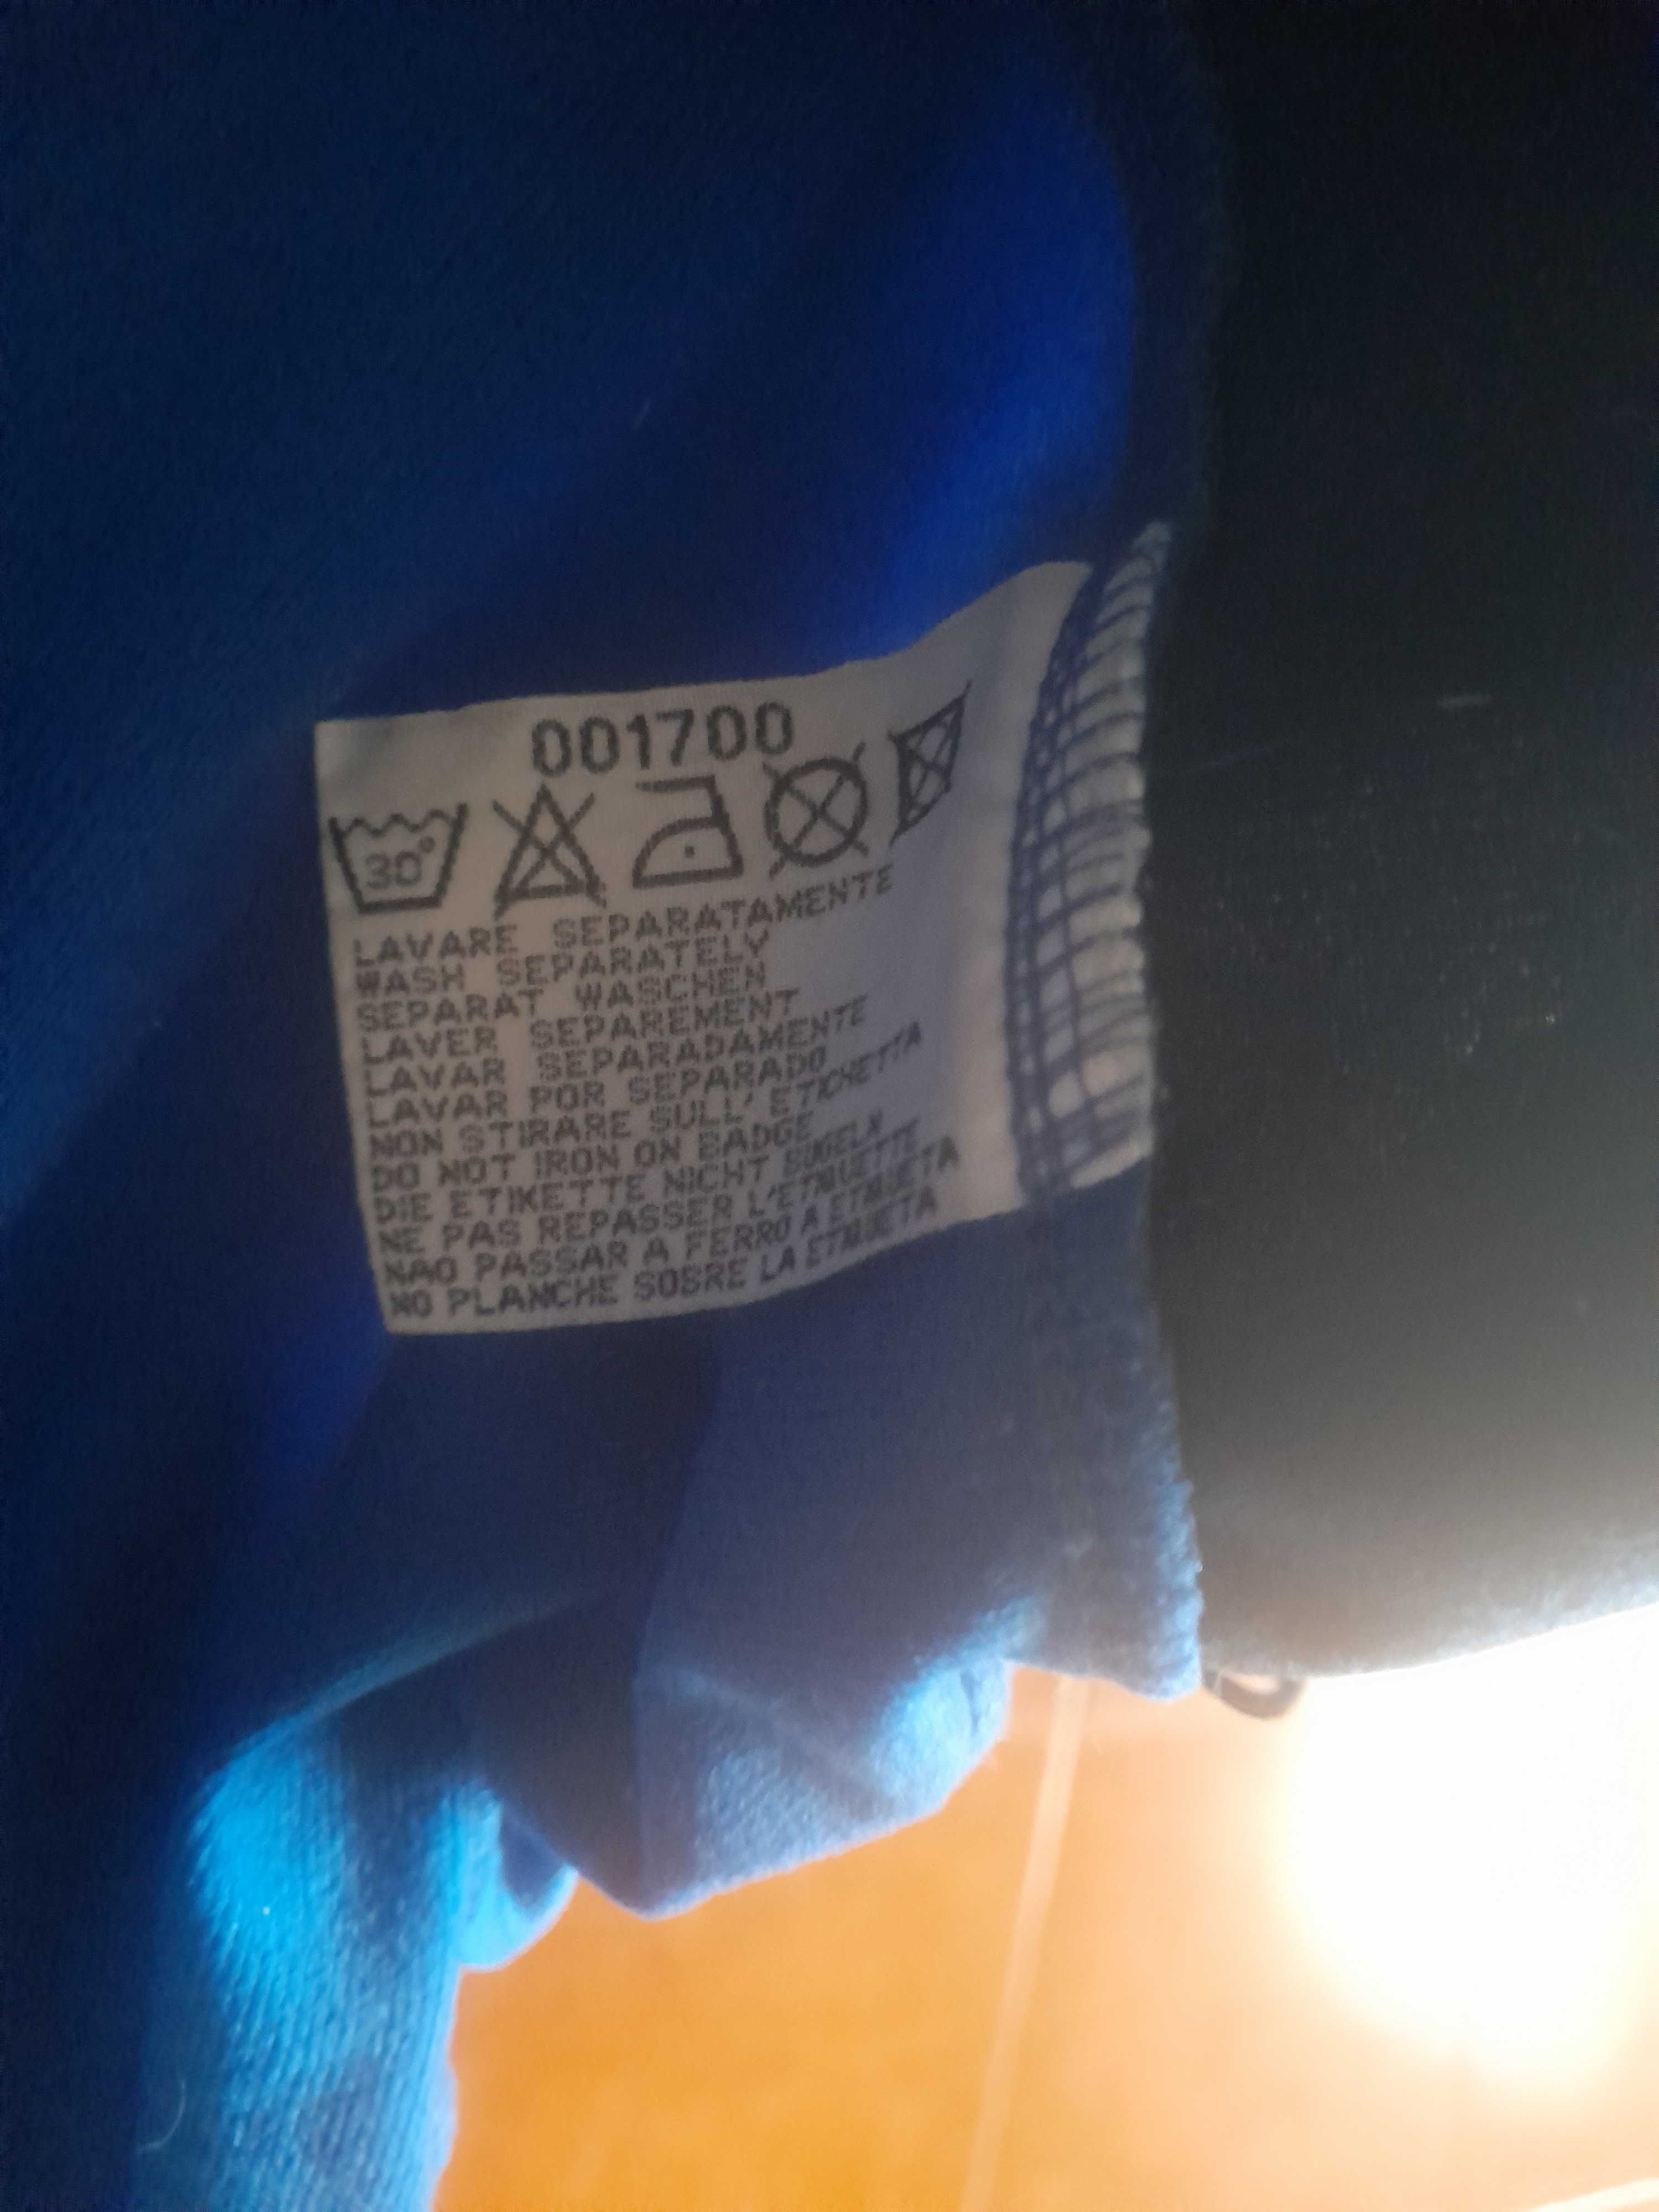 001700
30°
LAVARE SEPARATAMENTE
WASH SEPARATELY
SEPARAT WASCHEN
LAVER SEPAREMENT
LAVAR SEPARADAMENTE
LAVAR POR SEPARADO
NON STIRARE SULL' ETICHETTA
DO NOT IRON ON BADGE
DIE ETIKETTE NICHT BUGELN
NE PAS REPASSER L'ETIQUETTE
NAO PASSAR A FERRO A ETIQUETA
NO PLANCHE SOBRE LA ETIQUETA